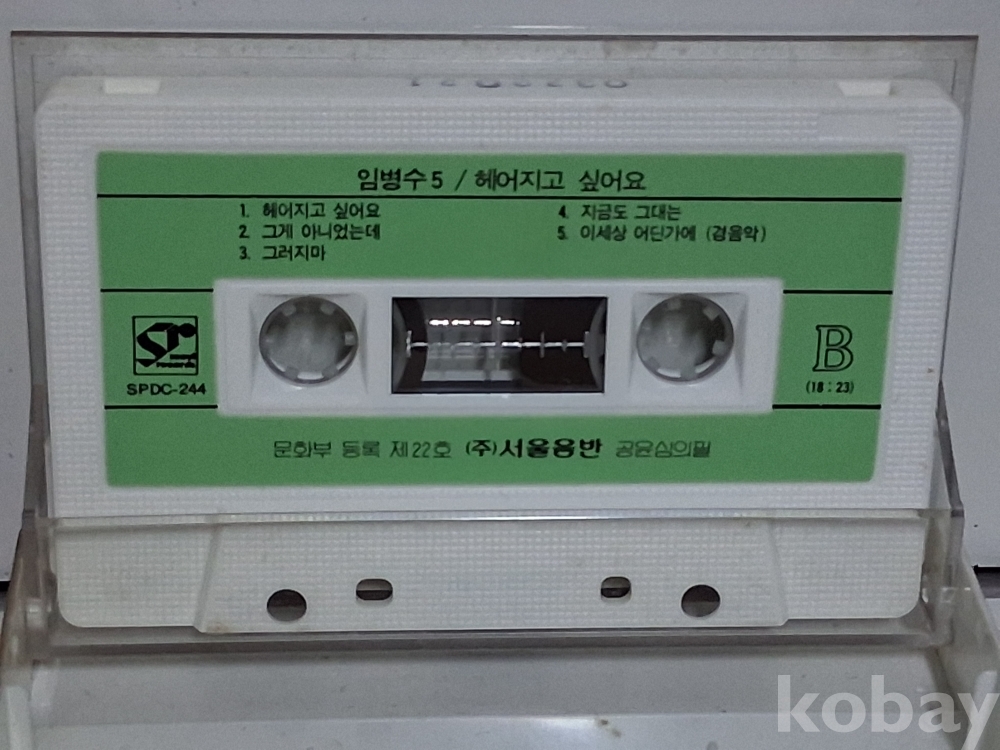 임병수 5 / 헤어지고 싶어요
1. 헤어지고 싶어요
2. 그게 아니었는데
3. 그러지마
4. 지금도 그대는
5. 이세상 어딘가에 (경음악)
SPDC-244
B
(18 : 23)
문화부 등록 제22호 (주)서울음반 공윤심의필
kobay